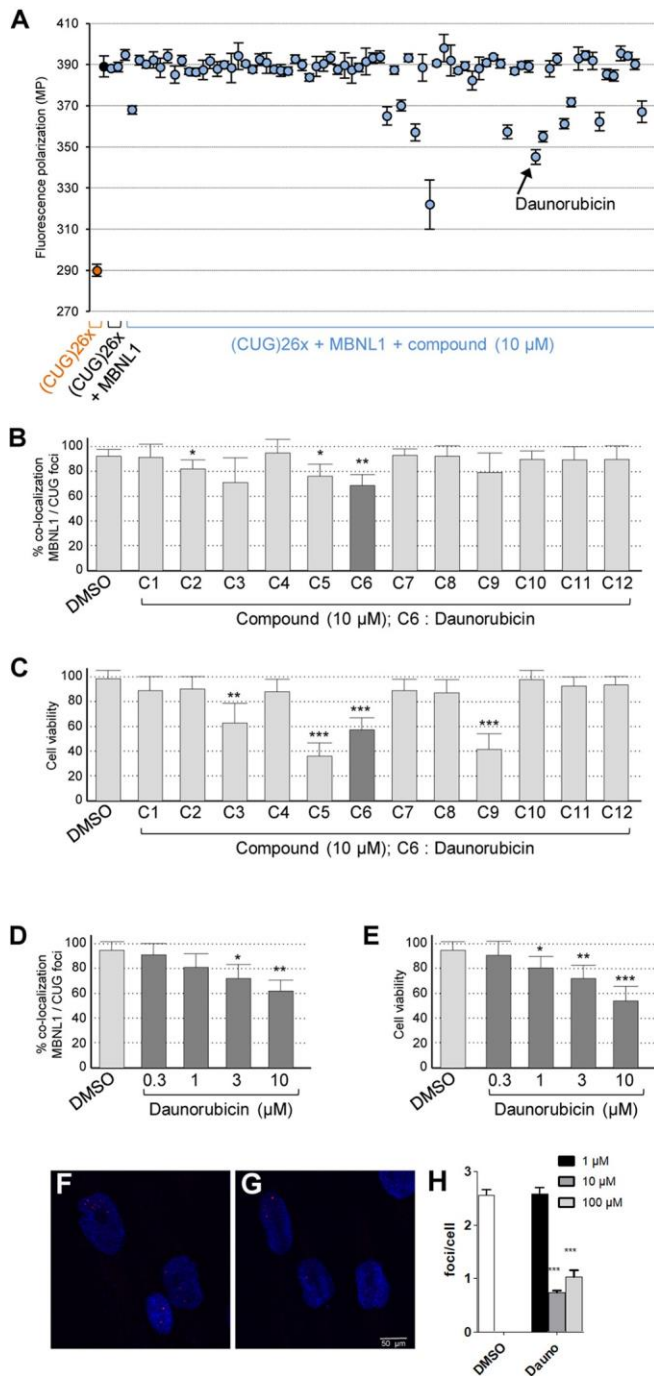 A
Fluorescence polarization (MP)
410
390
370
350
330
310
290
270
Daunorubicin
(CUG)26x
(CUG)26x
+ MBNL1
(CUG)26x + MBNL1 + compound (10 µM)
B
% co-localization
MBNL1 / CUG foci
100
80
60
40
20
0
* * **
DMSO C1 C2 C3 C4 C5 C6 C7 C8 C9 C10 C11 C12
Compound (10 µM); C6 : Daunorubicin
C
Cell viability
100
80
60
40
20
0
** *** *** ***
DMSO C1 C2 C3 C4 C5 C6 C7 C8 C9 C10 C11 C12
Compound (10 µM); C6 : Daunorubicin
D
% co-localization
MBNL1 / CUG foci
100
80
60
40
20
0
* **
DMSO 0.3 1 3 10
Daunorubicin (µM)
E
Cell viability
100
80
60
40
20
0
* ** ***
DMSO 0.3 1 3 10
Daunorubicin (µM)
F
G
50 µm
H
1 µM
10 µM
100 µM
foci/cell
3
2
1
0
*** ***
DMSO Dauno